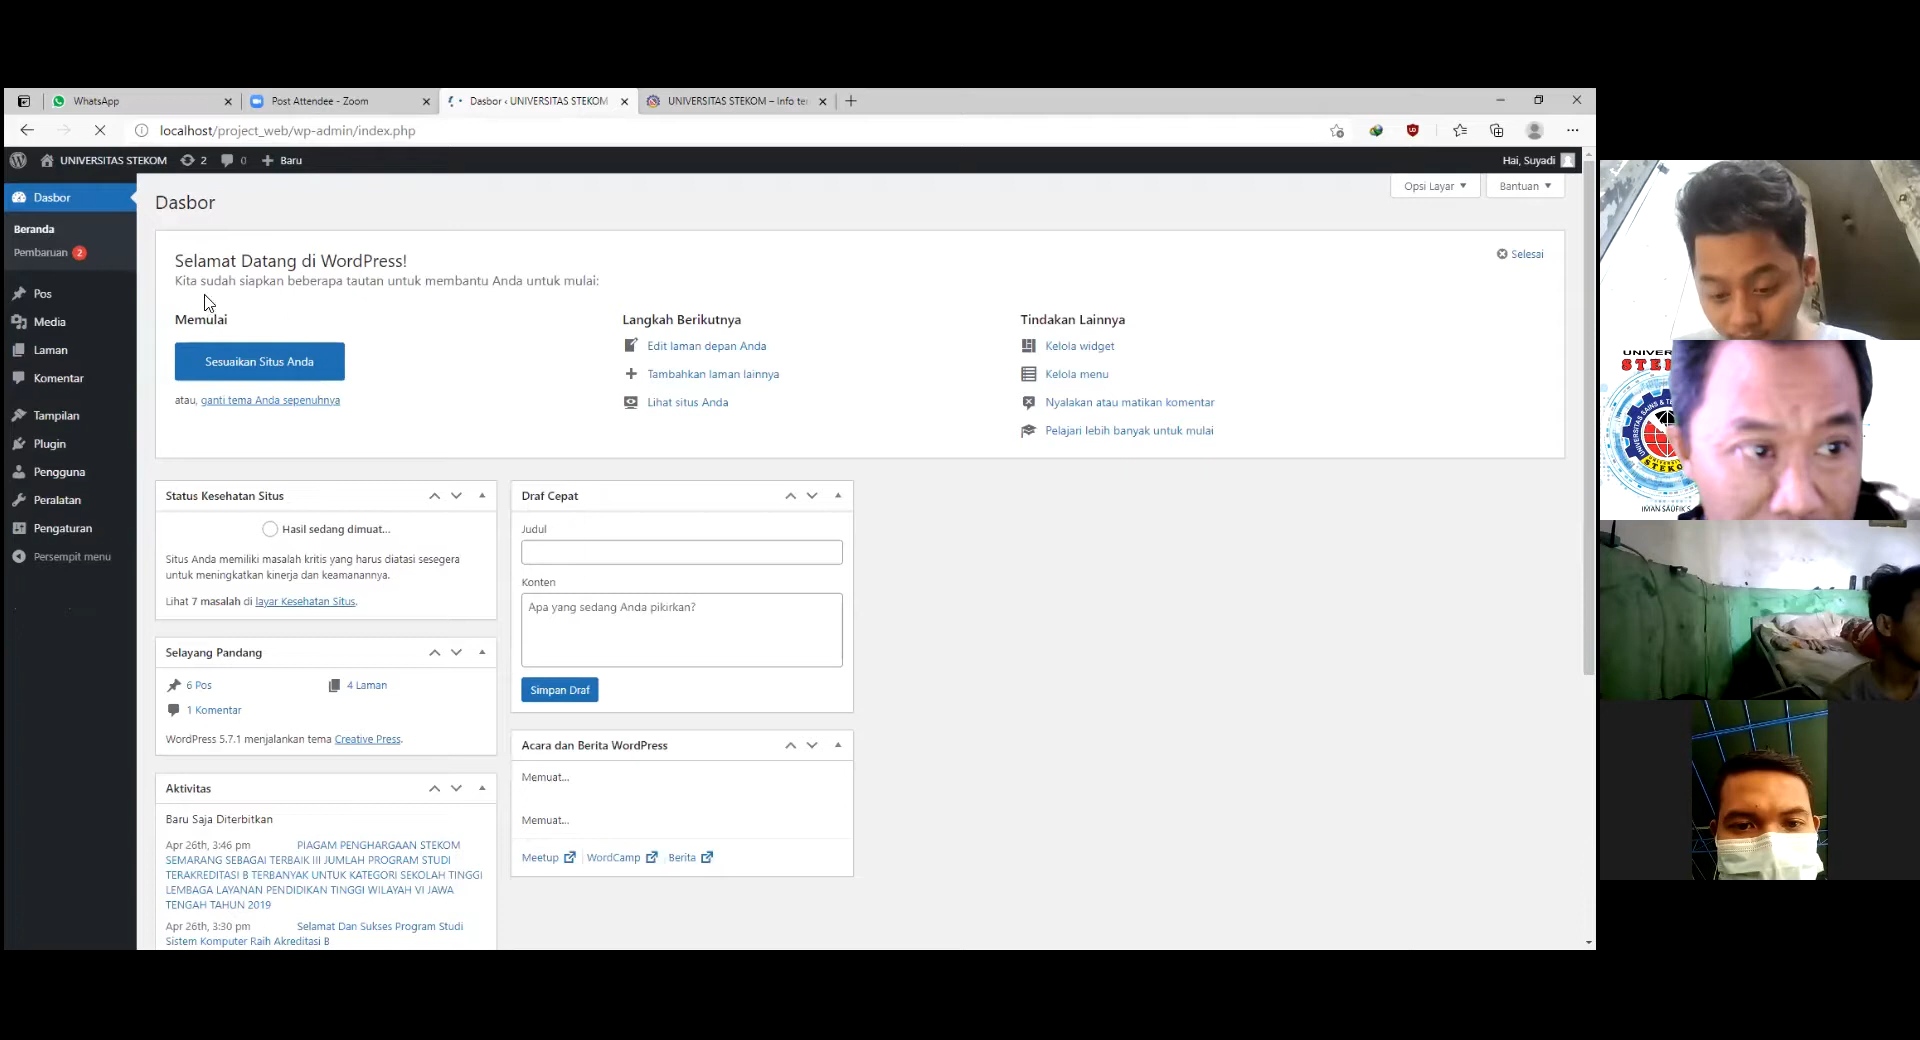 WhatsApp
Post Attendee - Zoom
Dasbor ‹ UNIVERSITAS STEKOM
UNIVERSITAS STEKOM – Info te
localhost/project_web/wp-admin/index.php
UNIVERSITAS STEKOM 2 0 Baru
Hai, Suyadi
Dasbor
Beranda
Pembaruan 2
Pos
Media
Laman
Komentar
Tampilan
Plugin
Pengguna
Peralatan
Pengaturan
Persempit menu
Dasbor
Opsi Layar
Bantuan
Selamat Datang di WordPress!
Kita sudah siapkan beberapa tautan untuk membantu Anda untuk mulai:
Selesai
Memulai
Sesuaikan Situs Anda
atau, ganti tema Anda sepenuhnya
Langkah Berikutnya
Edit laman depan Anda
Tambahkan laman lainnya
Lihat situs Anda
Tindakan Lainnya
Kelola widget
Kelola menu
Nyalakan atau matikan komentar
Pelajari lebih banyak untuk mulai
Status Kesehatan Situs
Hasil sedang dimuat...
Situs Anda memiliki masalah kritis yang harus diatasi sesegera
untuk meningkatkan kinerja dan keamanannya.
Lihat 7 masalah di layar Kesehatan Situs.
Selayang Pandang
6 Pos
4 Laman
1 Komentar
WordPress 5.7.1 menjalankan tema Creative Press.
Aktivitas
Baru Saja Diterbitkan
Apr 26th, 3:46 pm PIAGAM PENGHARGAAN STEKOM
SEMARANG SEBAGAI TERBAIK III JUMLAH PROGRAM STUDI
TERAKREDITASI B TERBANYAK UNTUK KATEGORI SEKOLAH TINGGI
LEMBAGA LAYANAN PENDIDIKAN TINGGI WILAYAH VI JAWA
TENGAH TAHUN 2019
Apr 26th, 3:30 pm Selamat Dan Sukses Program Studi
Sistem Komputer Raih Akreditasi B
Draf Cepat
Judul
Konten
Apa yang sedang Anda pikirkan?
Simpan Draf
Acara dan Berita WordPress
Memuat...
Memuat...
Meetup
WordCamp
Berita
UNIVER
STE
STEKO
IMAN SAUFIK S